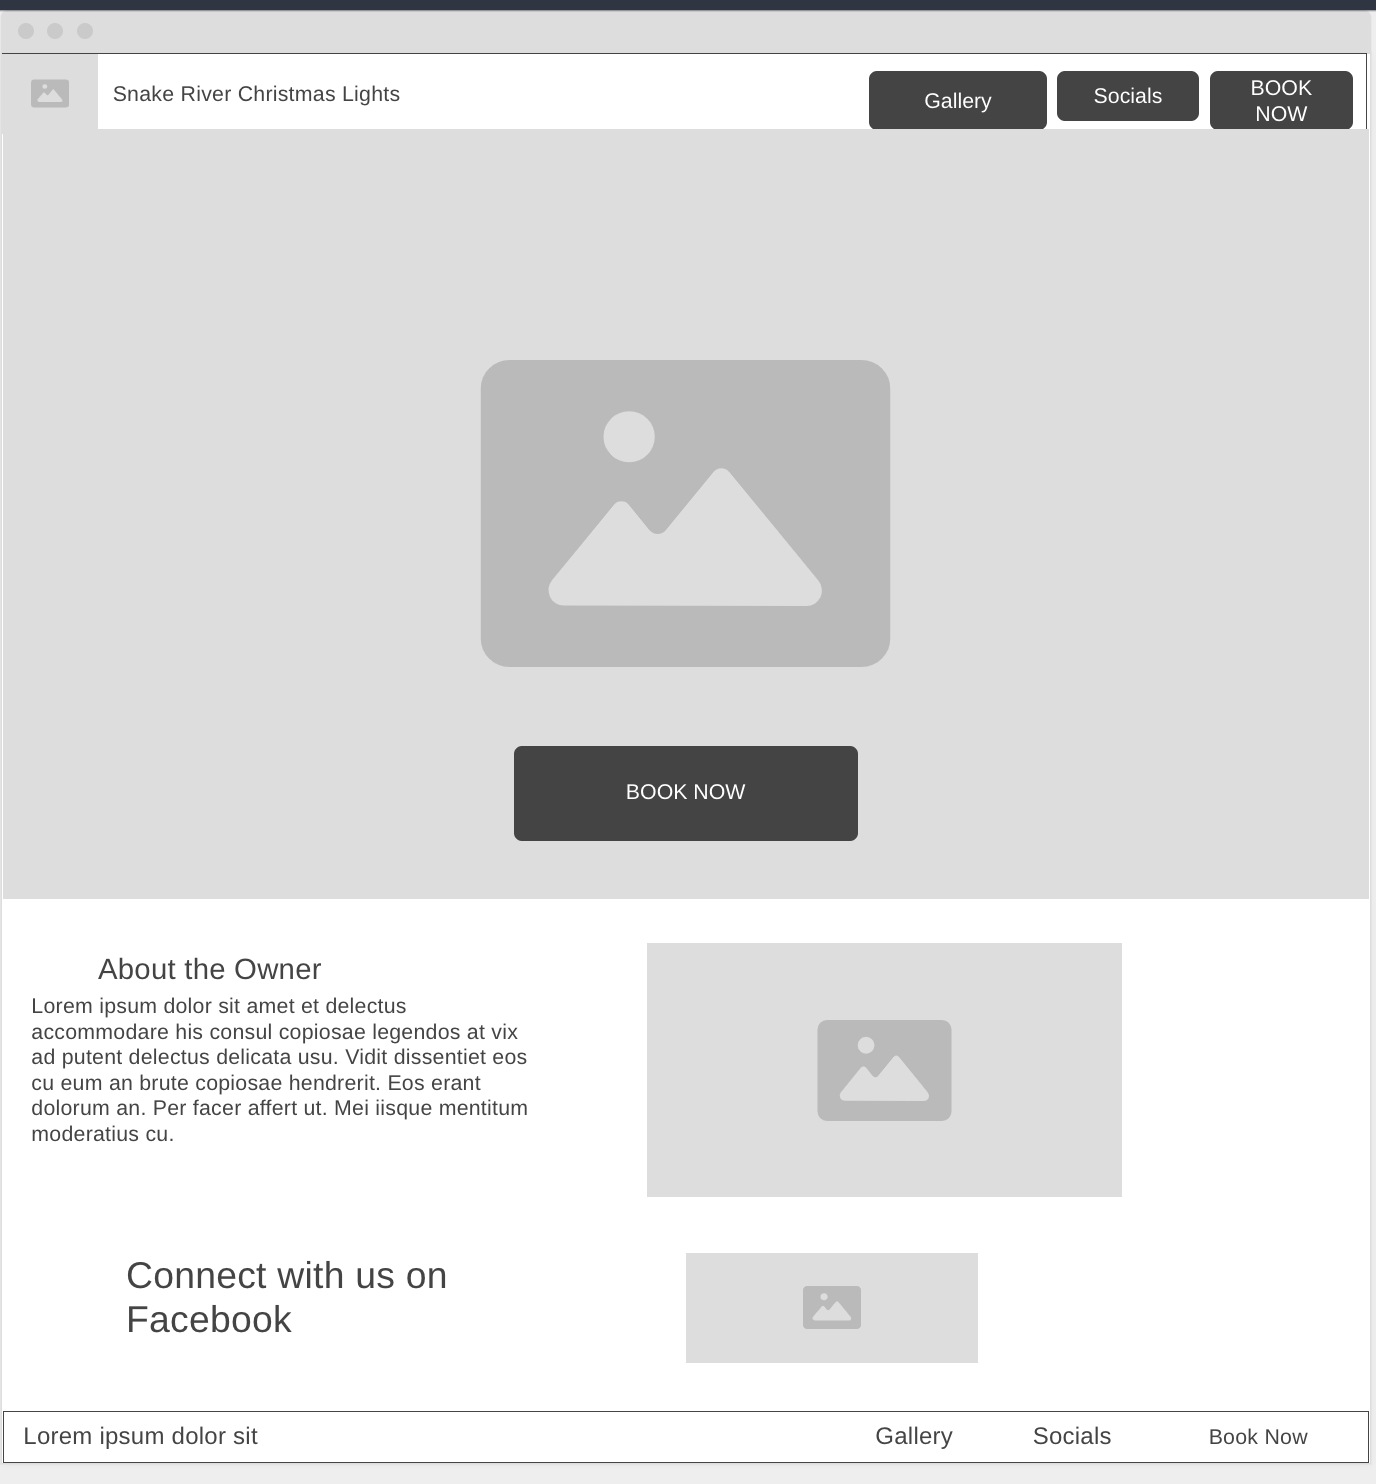 Snake River Christmas Lights
Gallery
Socials
BOOK
NOW
BOOK NOW
About the Owner
Lorem ipsum dolor sit amet et delectus
accommodare his consul copiosae legendos at vix
ad putent delectus delicata usu. Vidit dissentiet eos
cu eum an brute copiosae hendrerit. Eos erant
dolorum an. Per facer affert ut. Mei iisque mentitum
moderatius cu.
Connect with us on
Facebook
Lorem ipsum dolor sit
Gallery
Socials
Book Now